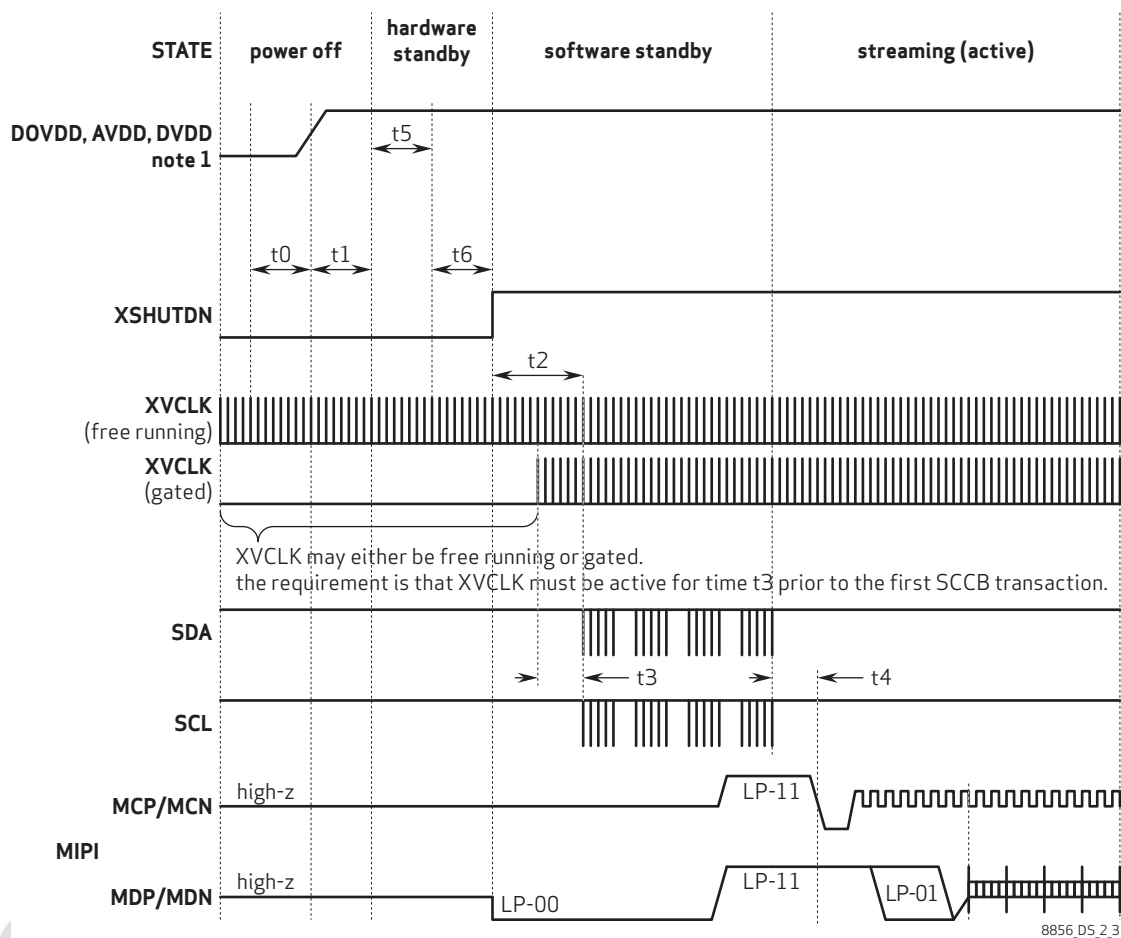 STATE
power off
hardware
standby
software standby
streaming (active)
DOVDD, AVDD, DVDD
note 1
t5
t0
t1
t6
XSHUTDN
t2
XVCLK
(free running)
XVCLK
(gated)
XVCLK may either be free running or gated.
the requirement is that XVCLK must be active for time t3 prior to the first SCCB transaction.
SDA
t3
t4
SCL
high-z
LP-11
MCP/MCN
MIPI
high-z
LP-11
MDP/MDN
LP-00
LP-01
8856_DS_2_3